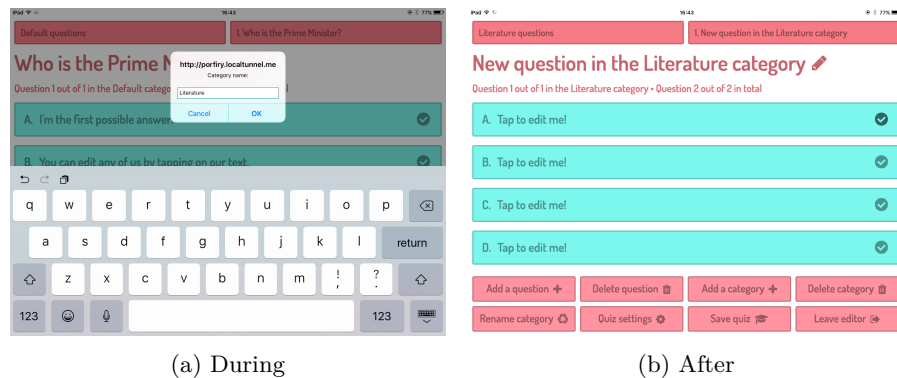 iPad
16:43
77%
Default questions
1. Who is the Prime Minister?
Who is the Prime M
Question 1 out of 1 in the Default catego
http://porfiry.localtunnel.me
Category name:
Literature
Cancel OK
A. I'm the first possible answer
B. You can edit any of us by tapping on our text.
q w e r t y u i o p
a s d f g h j k l return
z x c v b n m ! , ? .
123 123
(a) During
iPad
16:43
77%
Literature questions
1. New question in the Literature category
New question in the Literature category
Question 1 out of 1 in the Literature category • Question 2 out of 2 in total
A. Tap to edit me!
B. Tap to edit me!
C. Tap to edit me!
D. Tap to edit me!
Add a question Delete question Add a category Delete category
Rename category Quiz settings Save quiz Leave editor
(b) After